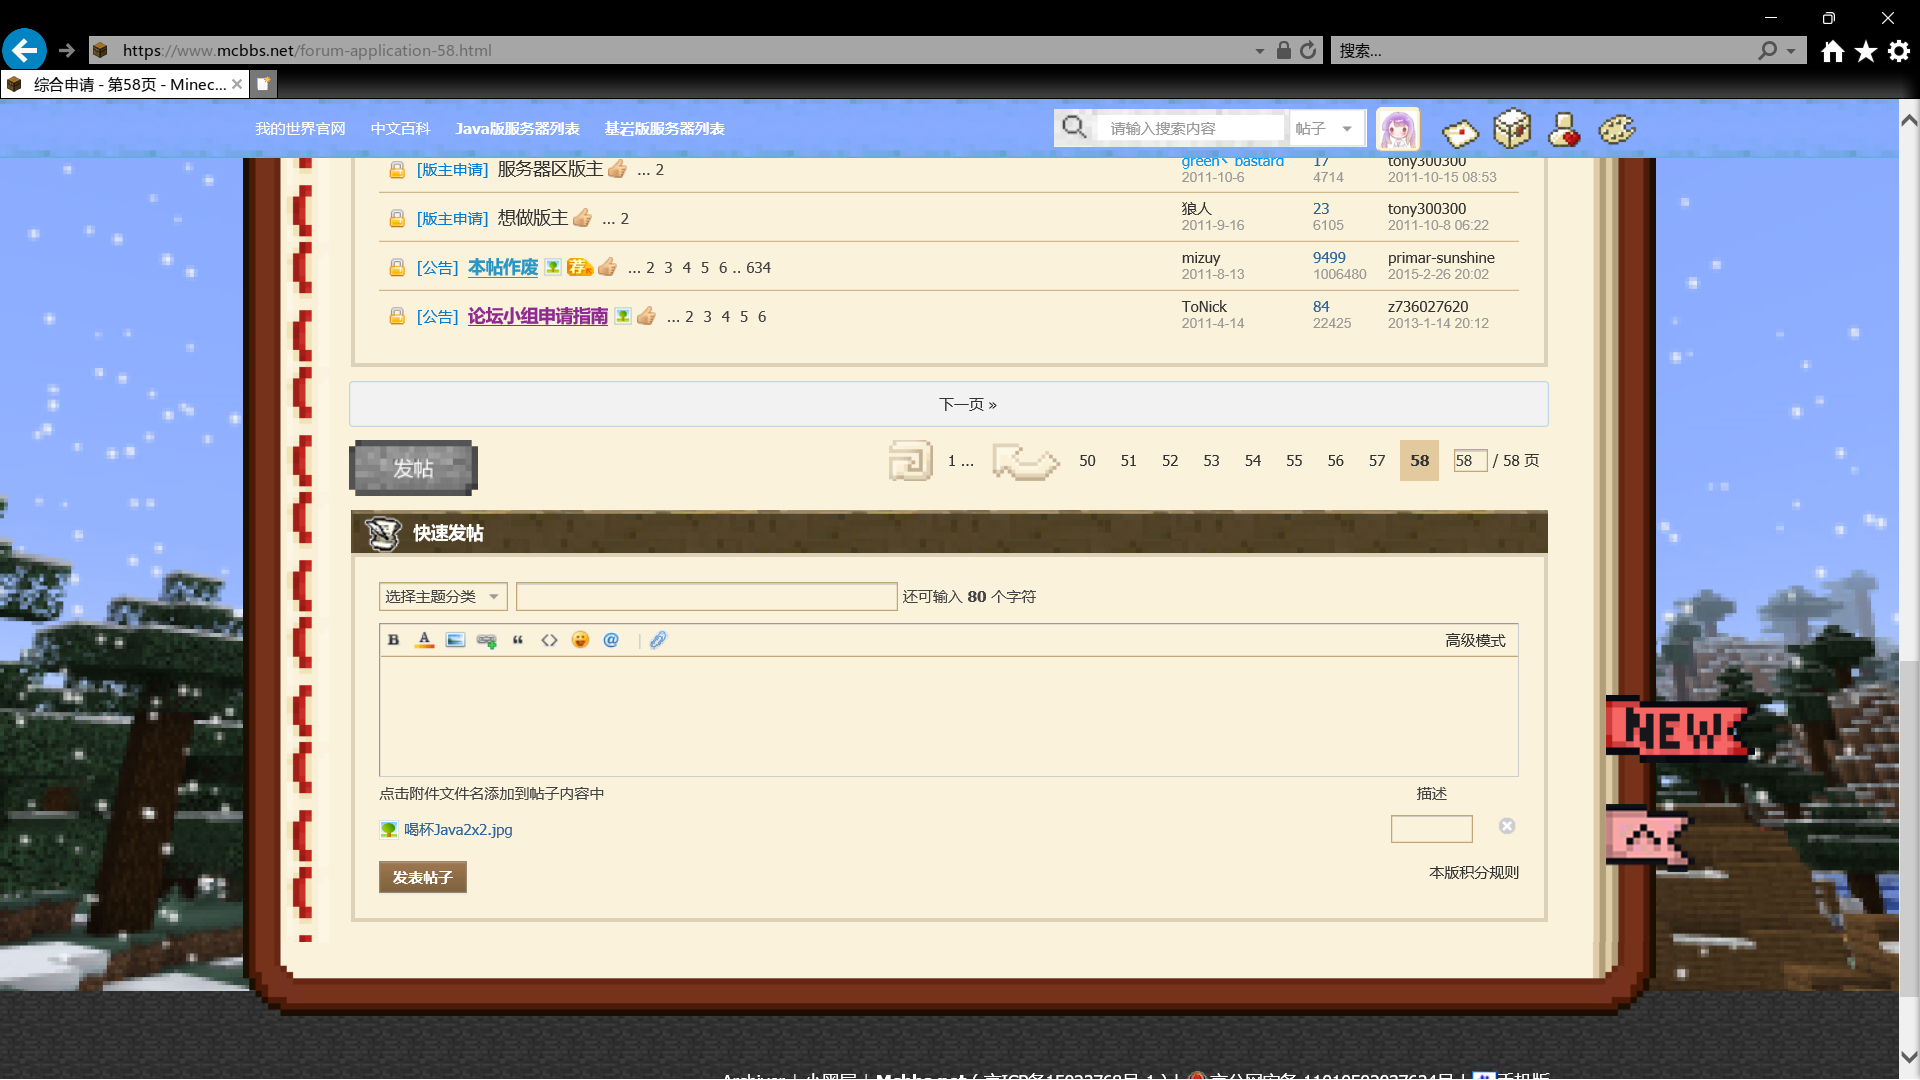 https://www.mcbbs.net/forum-application-58.html
搜索...
综合申请 - 第58页 - Minec...
我的世界官网 中文百科 Java版服务器列表 基岩版服务器列表 请输入搜索内容 帖子
[版主申请] 服务器区版主 ... 2 green丶bastard 17 tony300300
2011-10-6 4714 2011-10-15 08:53
[版主申请] 想做版主 ... 2 狼人 23 tony300300
2011-9-16 6105 2011-10-8 06:22
[公告] 本帖作废 荐 ... 2 3 4 5 6 .. 634 mizuy 9499 primar-sunshine
2011-8-13 1006480 2015-2-26 20:02
[公告] 论坛小组申请指南 ... 2 3 4 5 6 ToNick 84 z736027620
2011-4-14 22425 2013-1-14 20:12
下一页 »
发帖 1 ... 50 51 52 53 54 55 56 57 58 58 / 58 页
快速发帖
选择主题分类 还可输入 80 个字符
B A “ <> @ 高级模式
NEW
点击附件文件名添加到帖子内容中 描述
喝杯Java2x2.jpg
发表帖子 本版积分规则